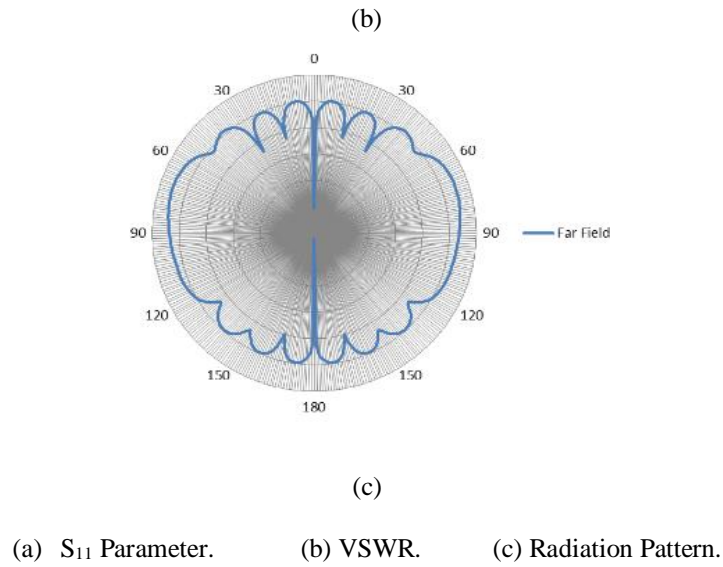 (b)
0
30 30
60 60
90 90 Far Field
120 120
150 150
180
(c)
(a) S₁₁ Parameter. (b) VSWR. (c) Radiation Pattern.